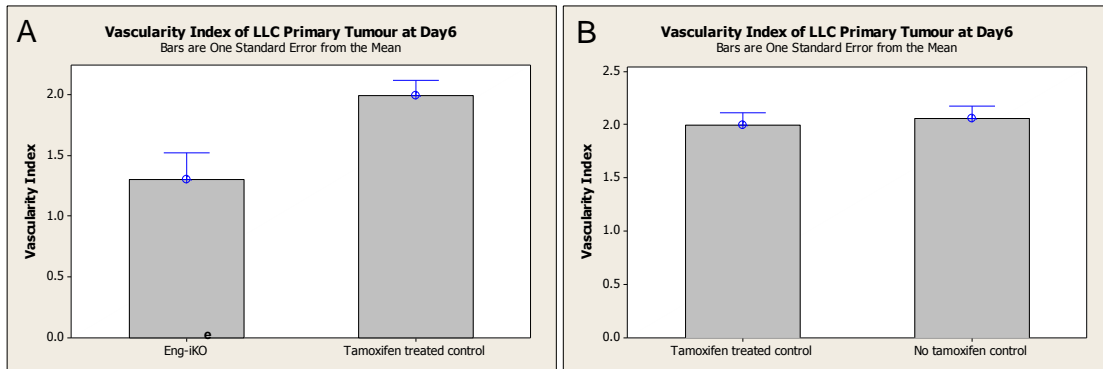 A
Vascularity Index of LLC Primary Tumour at Day6
Bars are One Standard Error from the Mean
Vascularity Index
2.0
1.5
1.0
0.5
0.0
e
Eng-iKO Tamoxifen treated control
B
Vascularity Index of LLC Primary Tumour at Day6
Bars are One Standard Error from the Mean
Vascularity Index
2.5
2.0
1.5
1.0
0.5
0.0
Tamoxifen treated control No tamoxifen control